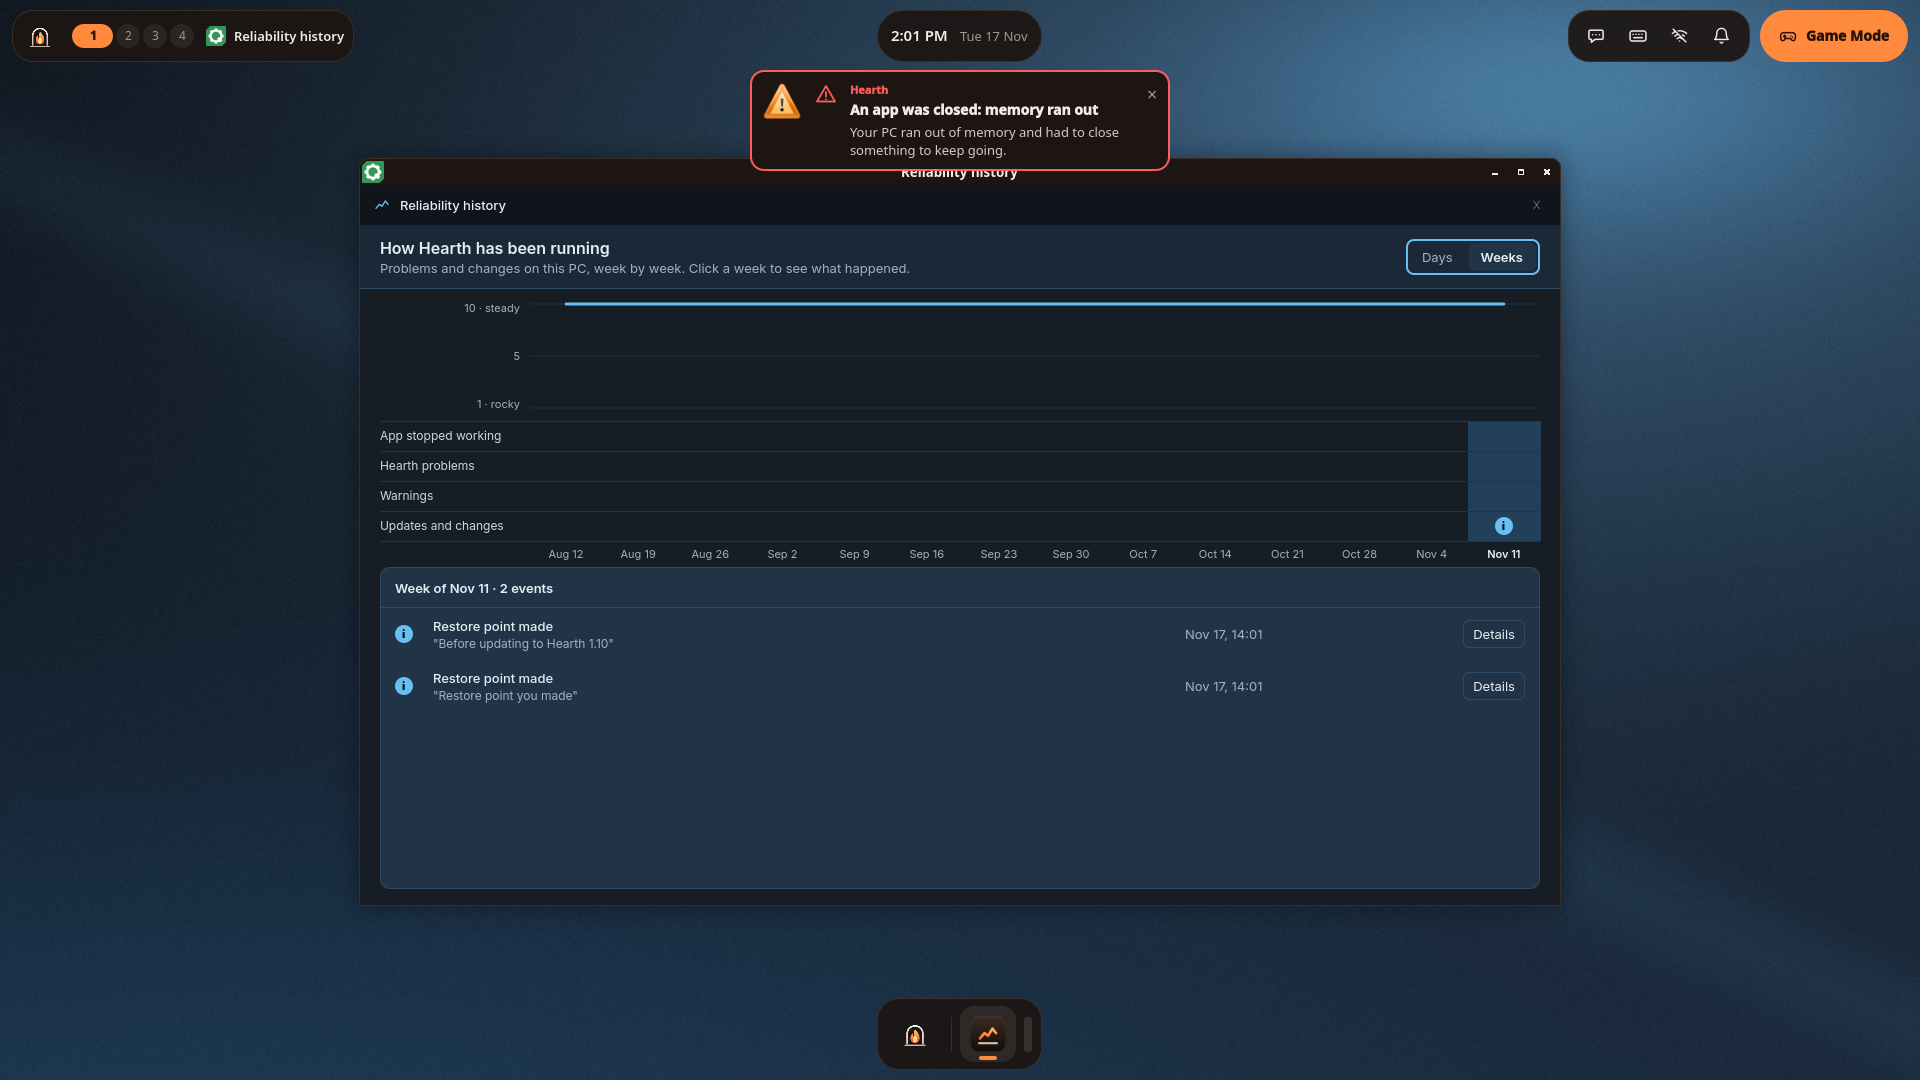 1 2 3 4 Reliability history
2:01 PM Tue 17 Nov
Game Mode
Hearth
An app was closed: memory ran out
Your PC ran out of memory and had to close
something to keep going.
Reliability history
Reliability history
How Hearth has been running
Problems and changes on this PC, week by week. Click a week to see what happened.
Days Weeks
10 · steady
5
1 · rocky
App stopped working
Hearth problems
Warnings
Updates and changes
Aug 12 Aug 19 Aug 26 Sep 2 Sep 9 Sep 16 Sep 23 Sep 30 Oct 7 Oct 14 Oct 21 Oct 28 Nov 4 Nov 11
Week of Nov 11 · 2 events
Restore point made
"Before updating to Hearth 1.10"
Nov 17, 14:01
Details
Restore point made
"Restore point you made"
Nov 17, 14:01
Details